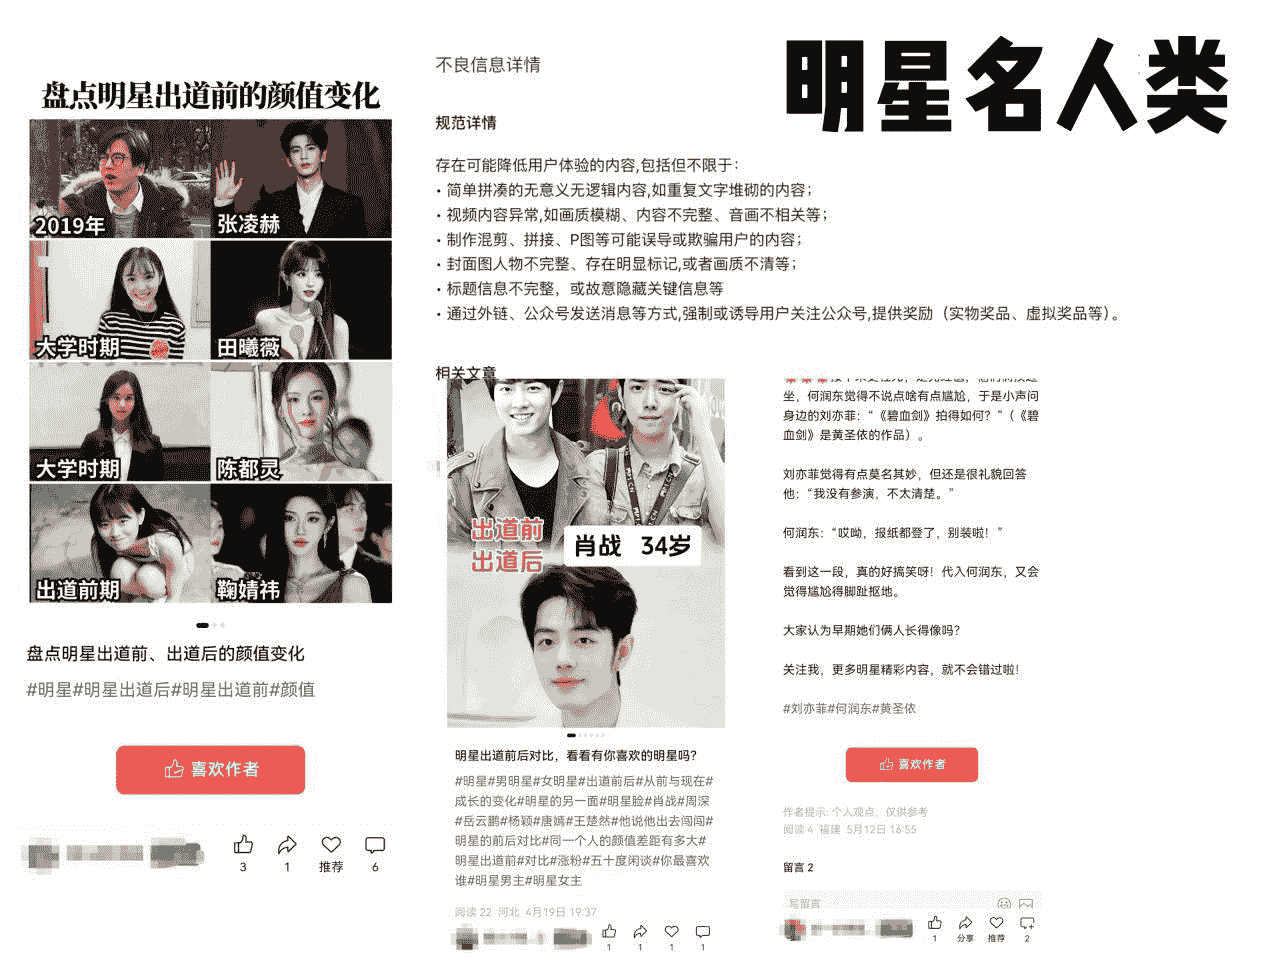 明星名人类
盘点明星出道前的颜值变化
2019年
张凌赫
大学时期
田曦薇
大学时期
陈都灵
出道前期
鞠婧祎
盘点明星出道前、出道后的颜值变化
#明星#明星出道后#明星出道前#颜值
喜欢作者
3
1
推荐
6
不良信息详情
规范详情
存在可能降低用户体验的内容,包括但不限于:
• 简单拼凑的无意义无逻辑内容,如重复文字堆砌的内容;
• 视频内容异常,如画质模糊、内容不完整、音画不相关等;
• 制作混剪、拼接、P图等可能误导或欺骗用户的内容;
• 封面图人物不完整、存在明显标记,或者画质不清等;
• 标题信息不完整，或故意隐藏关键信息等
• 通过外链、公众号发送消息等方式,强制或诱导用户关注公众号,提供奖励（实物奖品、虚拟奖品等）。
相关文章
出道前
出道后
肖战 34岁
明星出道前后对比，看看有你喜欢的明星吗?
#明星#男明星#女明星#出道前后#从前与现在#
成长的变化#明星的另一面#明星脸#肖战#周深
#岳云鹏#杨颖#唐嫣#王楚然#他说他出去闯闯#
明星的前后对比#同一个人的颜值差距有多大#
明星出道前#对比#涨粉#五十度闲谈#你最喜欢
谁#明星男主#明星女主
阅读 22 河北 4月19日 19:37
1
1
1
1
坐，何润东觉得不说点啥有点尴尬，于是小声问
身边的刘亦菲：“《碧血剑》拍得如何？”（《碧
血剑》是黄圣依的作品）。
刘亦菲觉得有点莫名其妙，但还是很礼貌回答
他：“我没有参演，不太清楚。”
何润东：“哎呦，报纸都登了，别装啦！”
看到这一段，真的好搞笑呀！代入何润东，又会
觉得尴尬得脚趾抠地。
大家认为早期她们俩人长得像吗？
关注我，更多明星精彩内容，就不会错过啦！
#刘亦菲#何润东#黄圣依
喜欢作者
作者提示: 个人观点，仅供参考
阅读 4 福建 5月12日 16:55
留言 2
写留言
1
分享
推荐
2